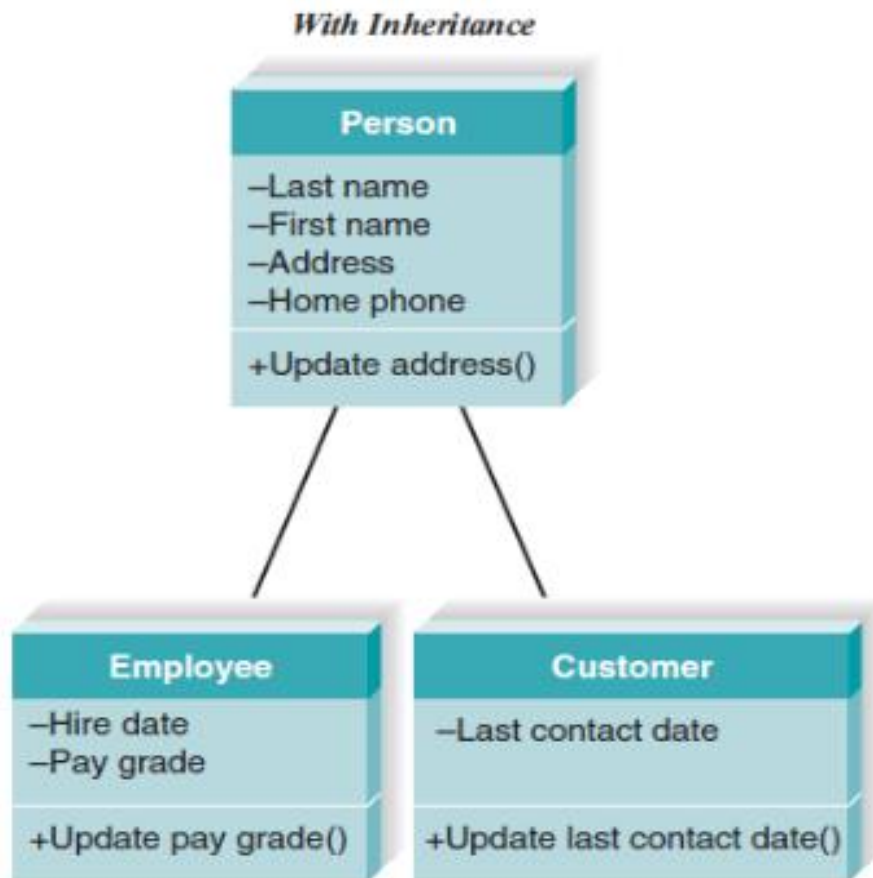 With Inheritance
Person
–Last name
–First name
–Address
–Home phone
+Update address()
Employee
–Hire date
–Pay grade
+Update pay grade()
Customer
–Last contact date
+Update last contact date()